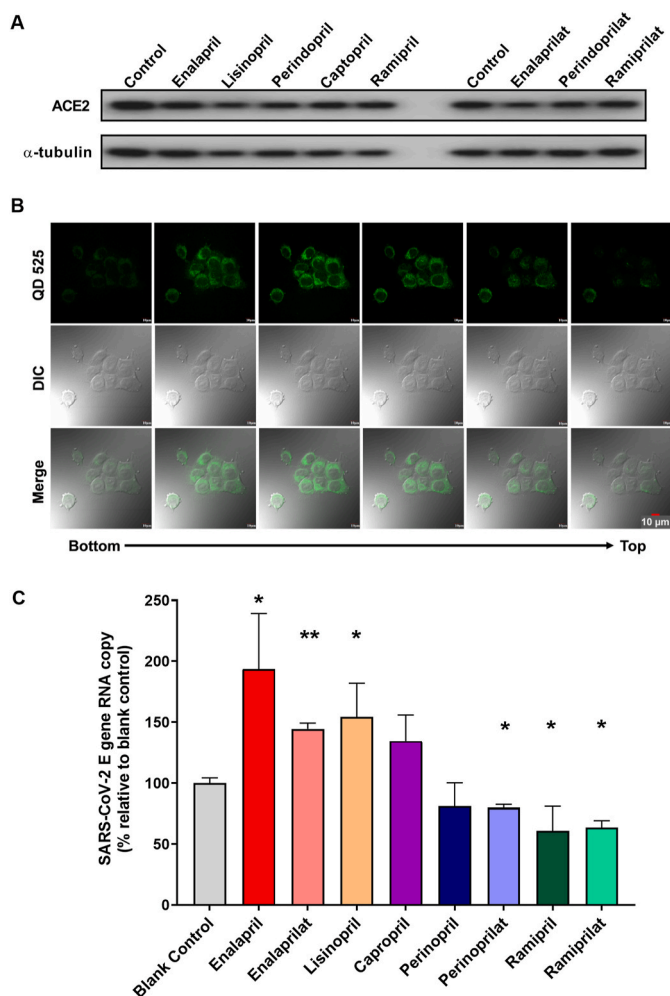 A
Control Enalapril Lisinopril Perindopril Captopril Ramipril Control Enalaprilat Perindoprilat Ramiprilat
ACE2
α-tubulin
B
QD 525
DIC
Merge
10 µm
Bottom Top
C
SARS-CoV-2 E gene RNA copy
(% relative to blank control)
250
200
150
100
50
0
* ** * * * *
Blank Control Enalapril Enalaprilat Lisinopril Capropril Perinopril Perinoprilat Ramipril Ramiprilat